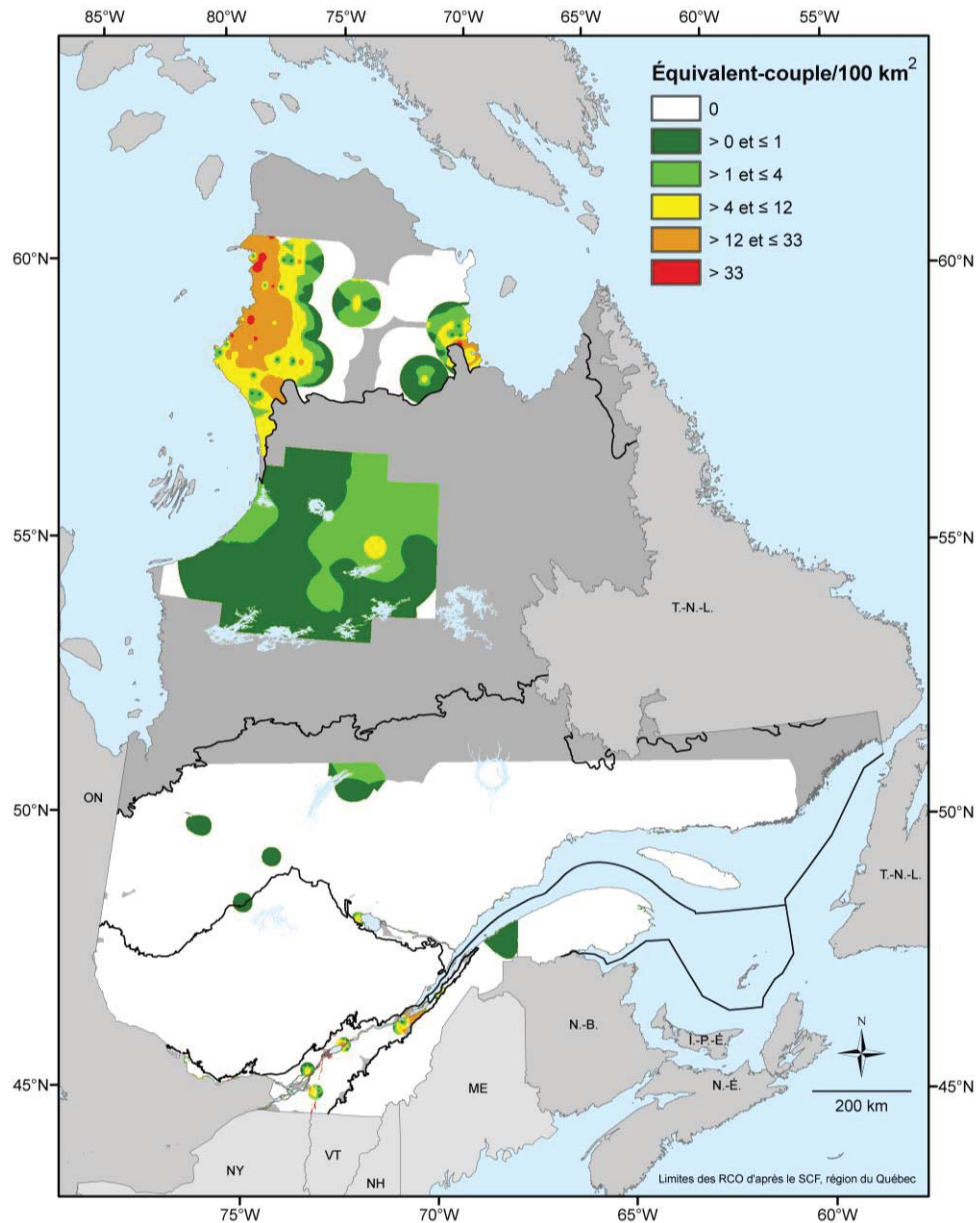 85°W 80°W 75°W 70°W 65°W 60°W 55°W
Équivalent-couple/100 km²
0
> 0 et ≤ 1
> 1 et ≤ 4
> 4 et ≤ 12
> 12 et ≤ 33
> 33
60°N 60°N
55°N 55°N
T.-N.-L.
ON
50°N 50°N
T.-N.-L.
N.-B.
Î.-P.-É.
N
N.-É.
45°N 45°N
ME
200 km
VT
NY
NH
Limites des RCO d'après le SCF, région du Québec
75°W 70°W 65°W 60°W